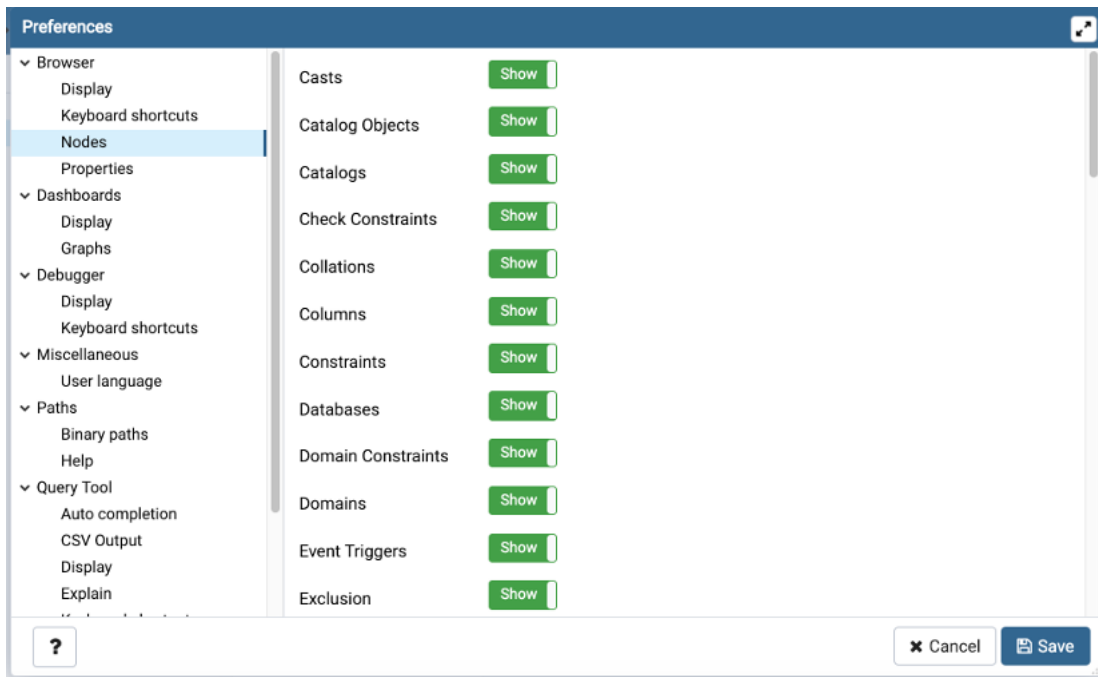 Preferences
Browser
Display
Keyboard shortcuts
Nodes
Properties
Dashboards
Display
Graphs
Debugger
Display
Keyboard shortcuts
Miscellaneous
User language
Paths
Binary paths
Help
Query Tool
Auto completion
CSV Output
Display
Explain
Casts Show
Catalog Objects Show
Catalogs Show
Check Constraints Show
Collations Show
Columns Show
Constraints Show
Databases Show
Domain Constraints Show
Domains Show
Event Triggers Show
Exclusion Show
? Cancel Save